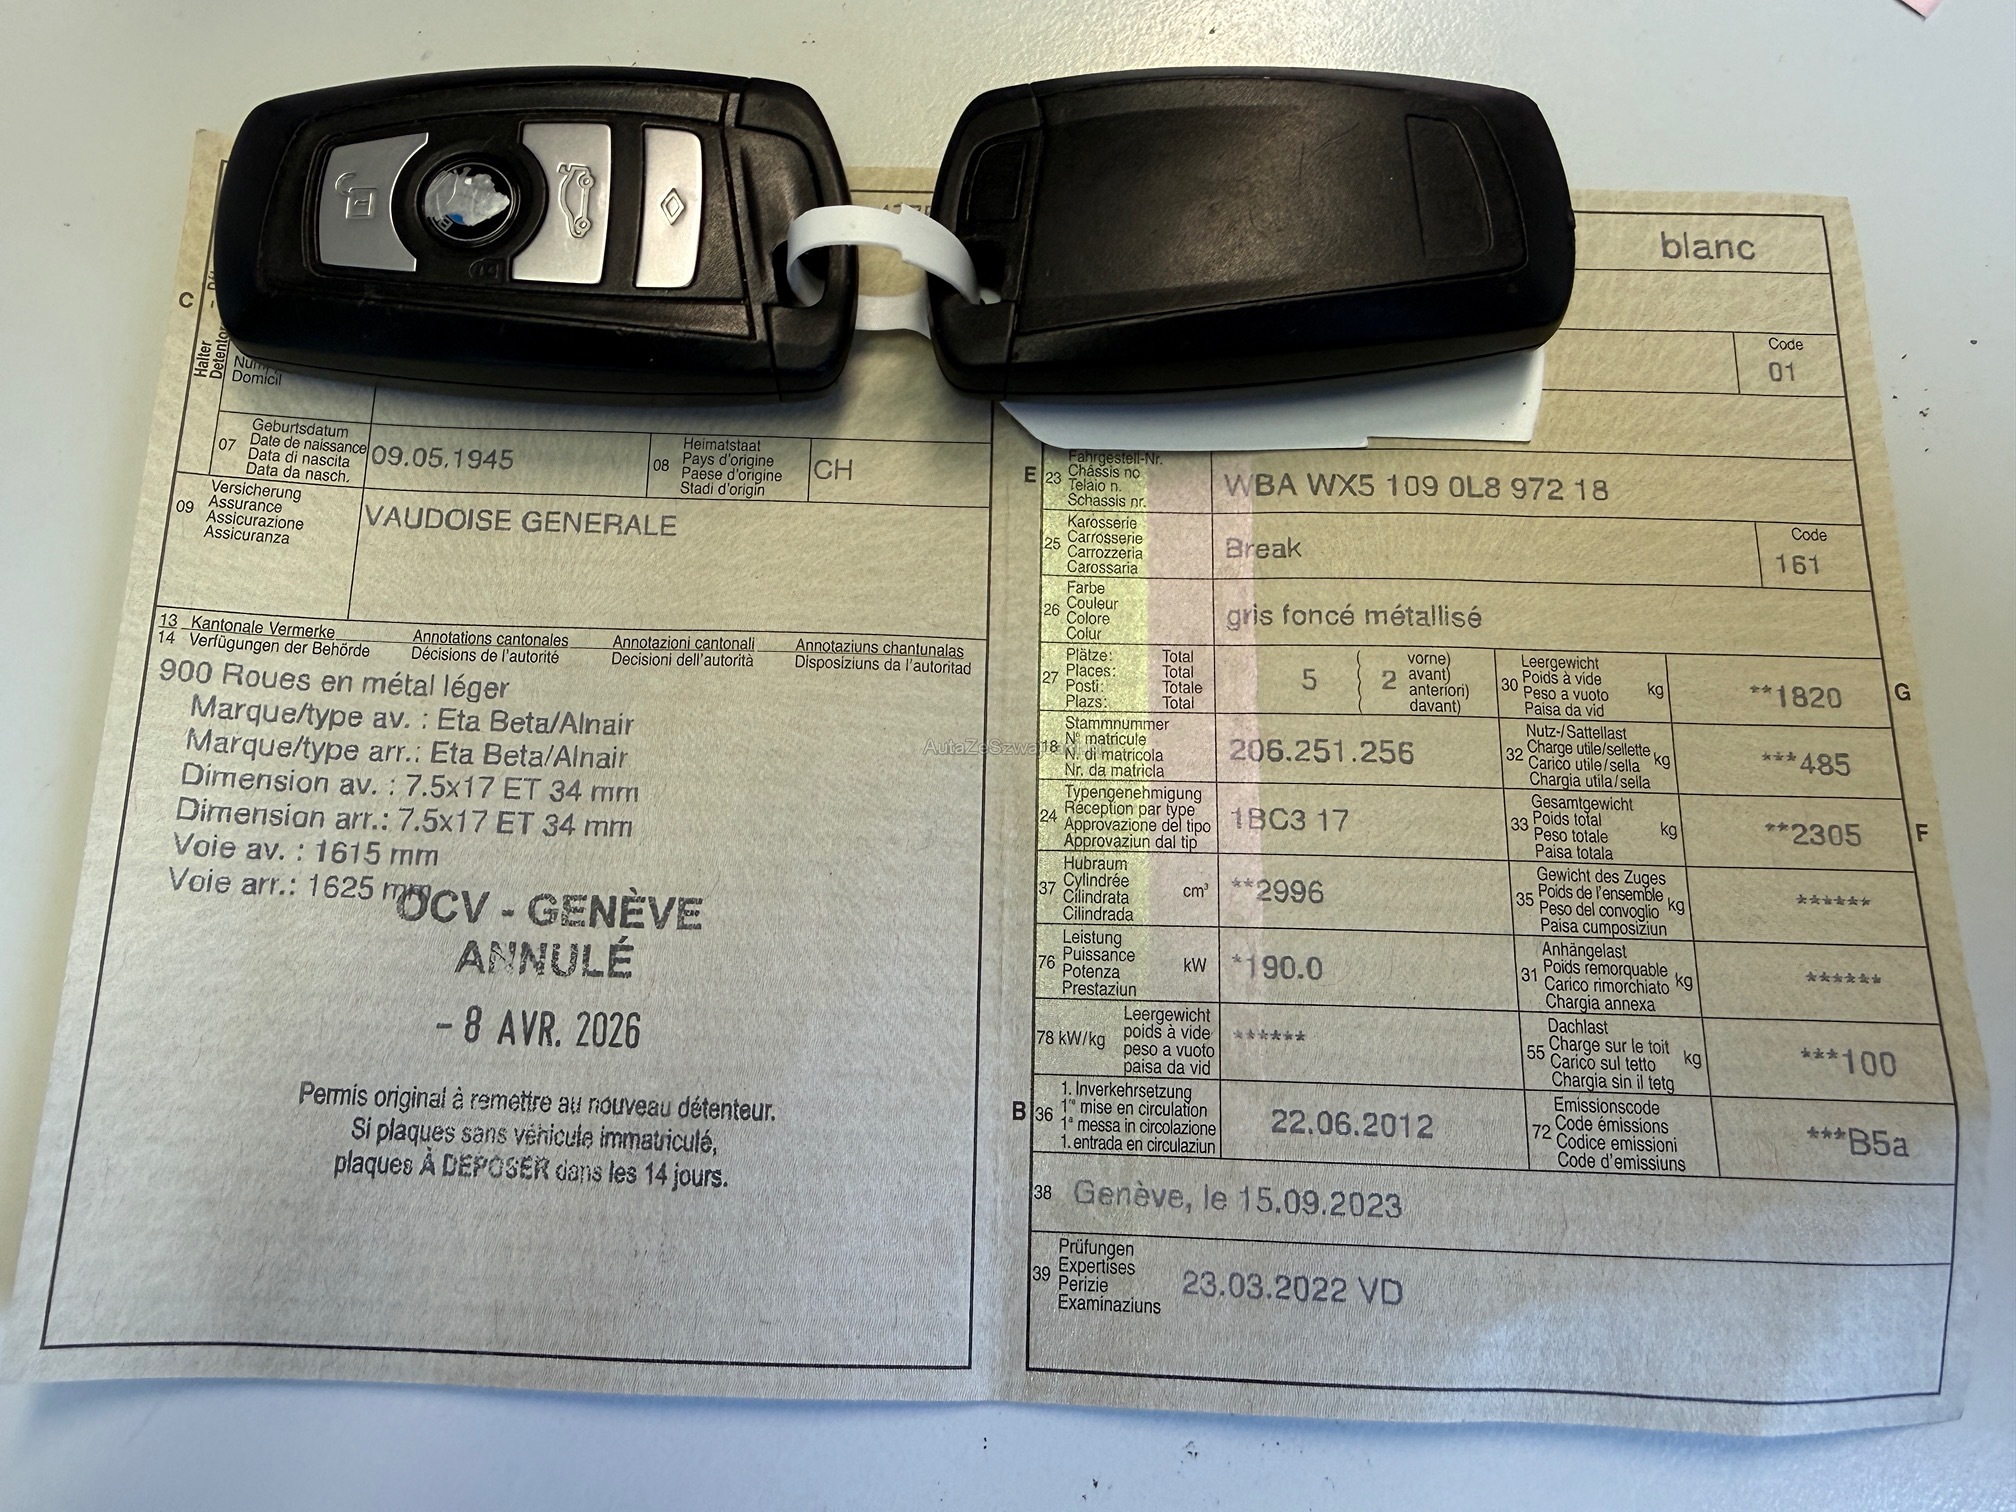 C
Halter
Detentor
Domicil
07
Geburtsdatum
Date de naissance
Data di nascita
Data da nasch.
09.05.1945
08
Heimatstaat
Pays d'origine
Paese d'origine
Stadi d'origin
CH
09
Versicherung
Assurance
Assicurazione
Assicuranza
VAUDOISE GENERALE
13 Kantonale Vermerke Annotations cantonales Annotazioni cantonali Annotaziuns chantunalas
14 Verfügungen der Behörde Décisions de l'autorité Decisioni dell'autorità Disposiziuns da l'autoritad
900 Roues en métal léger
Marque/type av. : Eta Beta/Alnair
Marque/type arr.: Eta Beta/Alnair
Dimension av. : 7.5x17 ET 34 mm
Dimension arr.: 7.5x17 ET 34 mm
Voie av. : 1615 mm
Voie arr.: 1625 mm
OCV - GENÈVE
ANNULÉ
- 8 AVR. 2026
Permis original à remettre au nouveau détenteur.
Si plaques sans véhicule immatriculé,
plaques À DÉPOSER dans les 14 jours.
blanc
Code
01
E
23
Fahrgestell-Nr.
Châssis no
Telaio n.
Schassis nr.
WBA WX5 109 0L8 972 18
25
Karosserie
Carrosserie
Carrozzeria
Carossaria
Break
Code
161
26
Farbe
Couleur
Colore
Colur
gris foncé métallisé
27
Plätze: Total
Places: Total
Posti: Totale
Plazs: Total
5 ( 2
vorne)
avant)
anteriori)
davant)
30
Leergewicht
Poids à vide
Peso a vuoto
Paisa da vid
kg
**1820
G
18
Stammnummer
N° matricule
N. di matricola
Nr. da matricla
206.251.256
32
Nutz-/Sattellast
Charge utile/sellette
Carico utile/sella
Chargia utila/sella
kg
***485
24
Typengenehmigung
Réception par type
Approvazione del tipo
Approvaziun dal tip
1BC3 17
33
Gesamtgewicht
Poids total
Peso totale
Paisa totala
kg
**2305
F
37
Hubraum
Cylindrée
Cilindrata
Cilindrada
cm³
**2996
35
Gewicht des Zuges
Poids de l'ensemble
Peso del convoglio
Paisa cumposiziun
kg
******
76
Leistung
Puissance
Potenza
Prestaziun
kW
*190.0
31
Anhängelast
Poids remorquable
Carico rimorchiato
Chargia annexa
kg
******
78 kW/kg
Leergewicht
poids à vide
peso a vuoto
paisa da vid
******
55
Dachlast
Charge sur le toit
Carico sul tetto
Chargia sin il tetg
kg
***100
B
36
1. Inverkehrsetzung
1re mise en circulation
1a messa in circolazione
1. entrada en circulaziun
22.06.2012
72
Emissionscode
Code émissions
Codice emissioni
Code d'emissiuns
***B5a
38 Genève, le 15.09.2023
39
Prüfungen
Expertises
Perizie
Examinaziuns
23.03.2022 VD